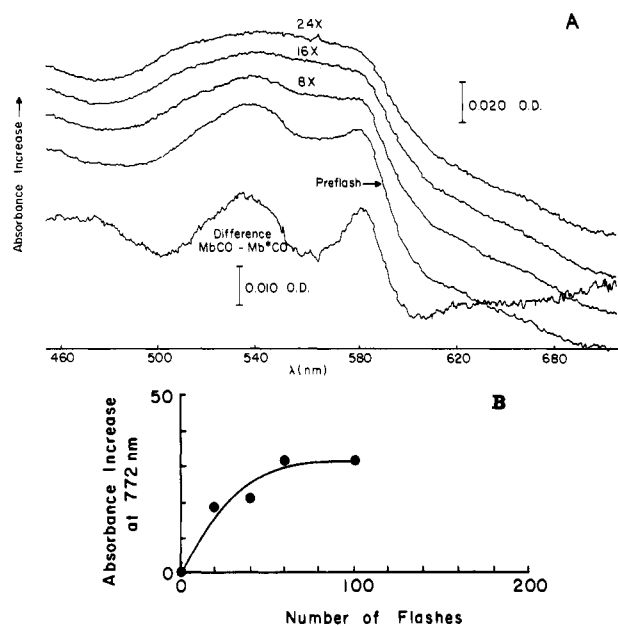 A
24X
16X
8X
0.020 O.D.
Absorbance Increase →
Preflash→
Difference
MbCO - Mb*CO
0.010 O.D.
460 500 540 580 620 680
λ(nm)
B
50
0
Absorbance Increase
at 772 nm
0 100 200
Number of Flashes